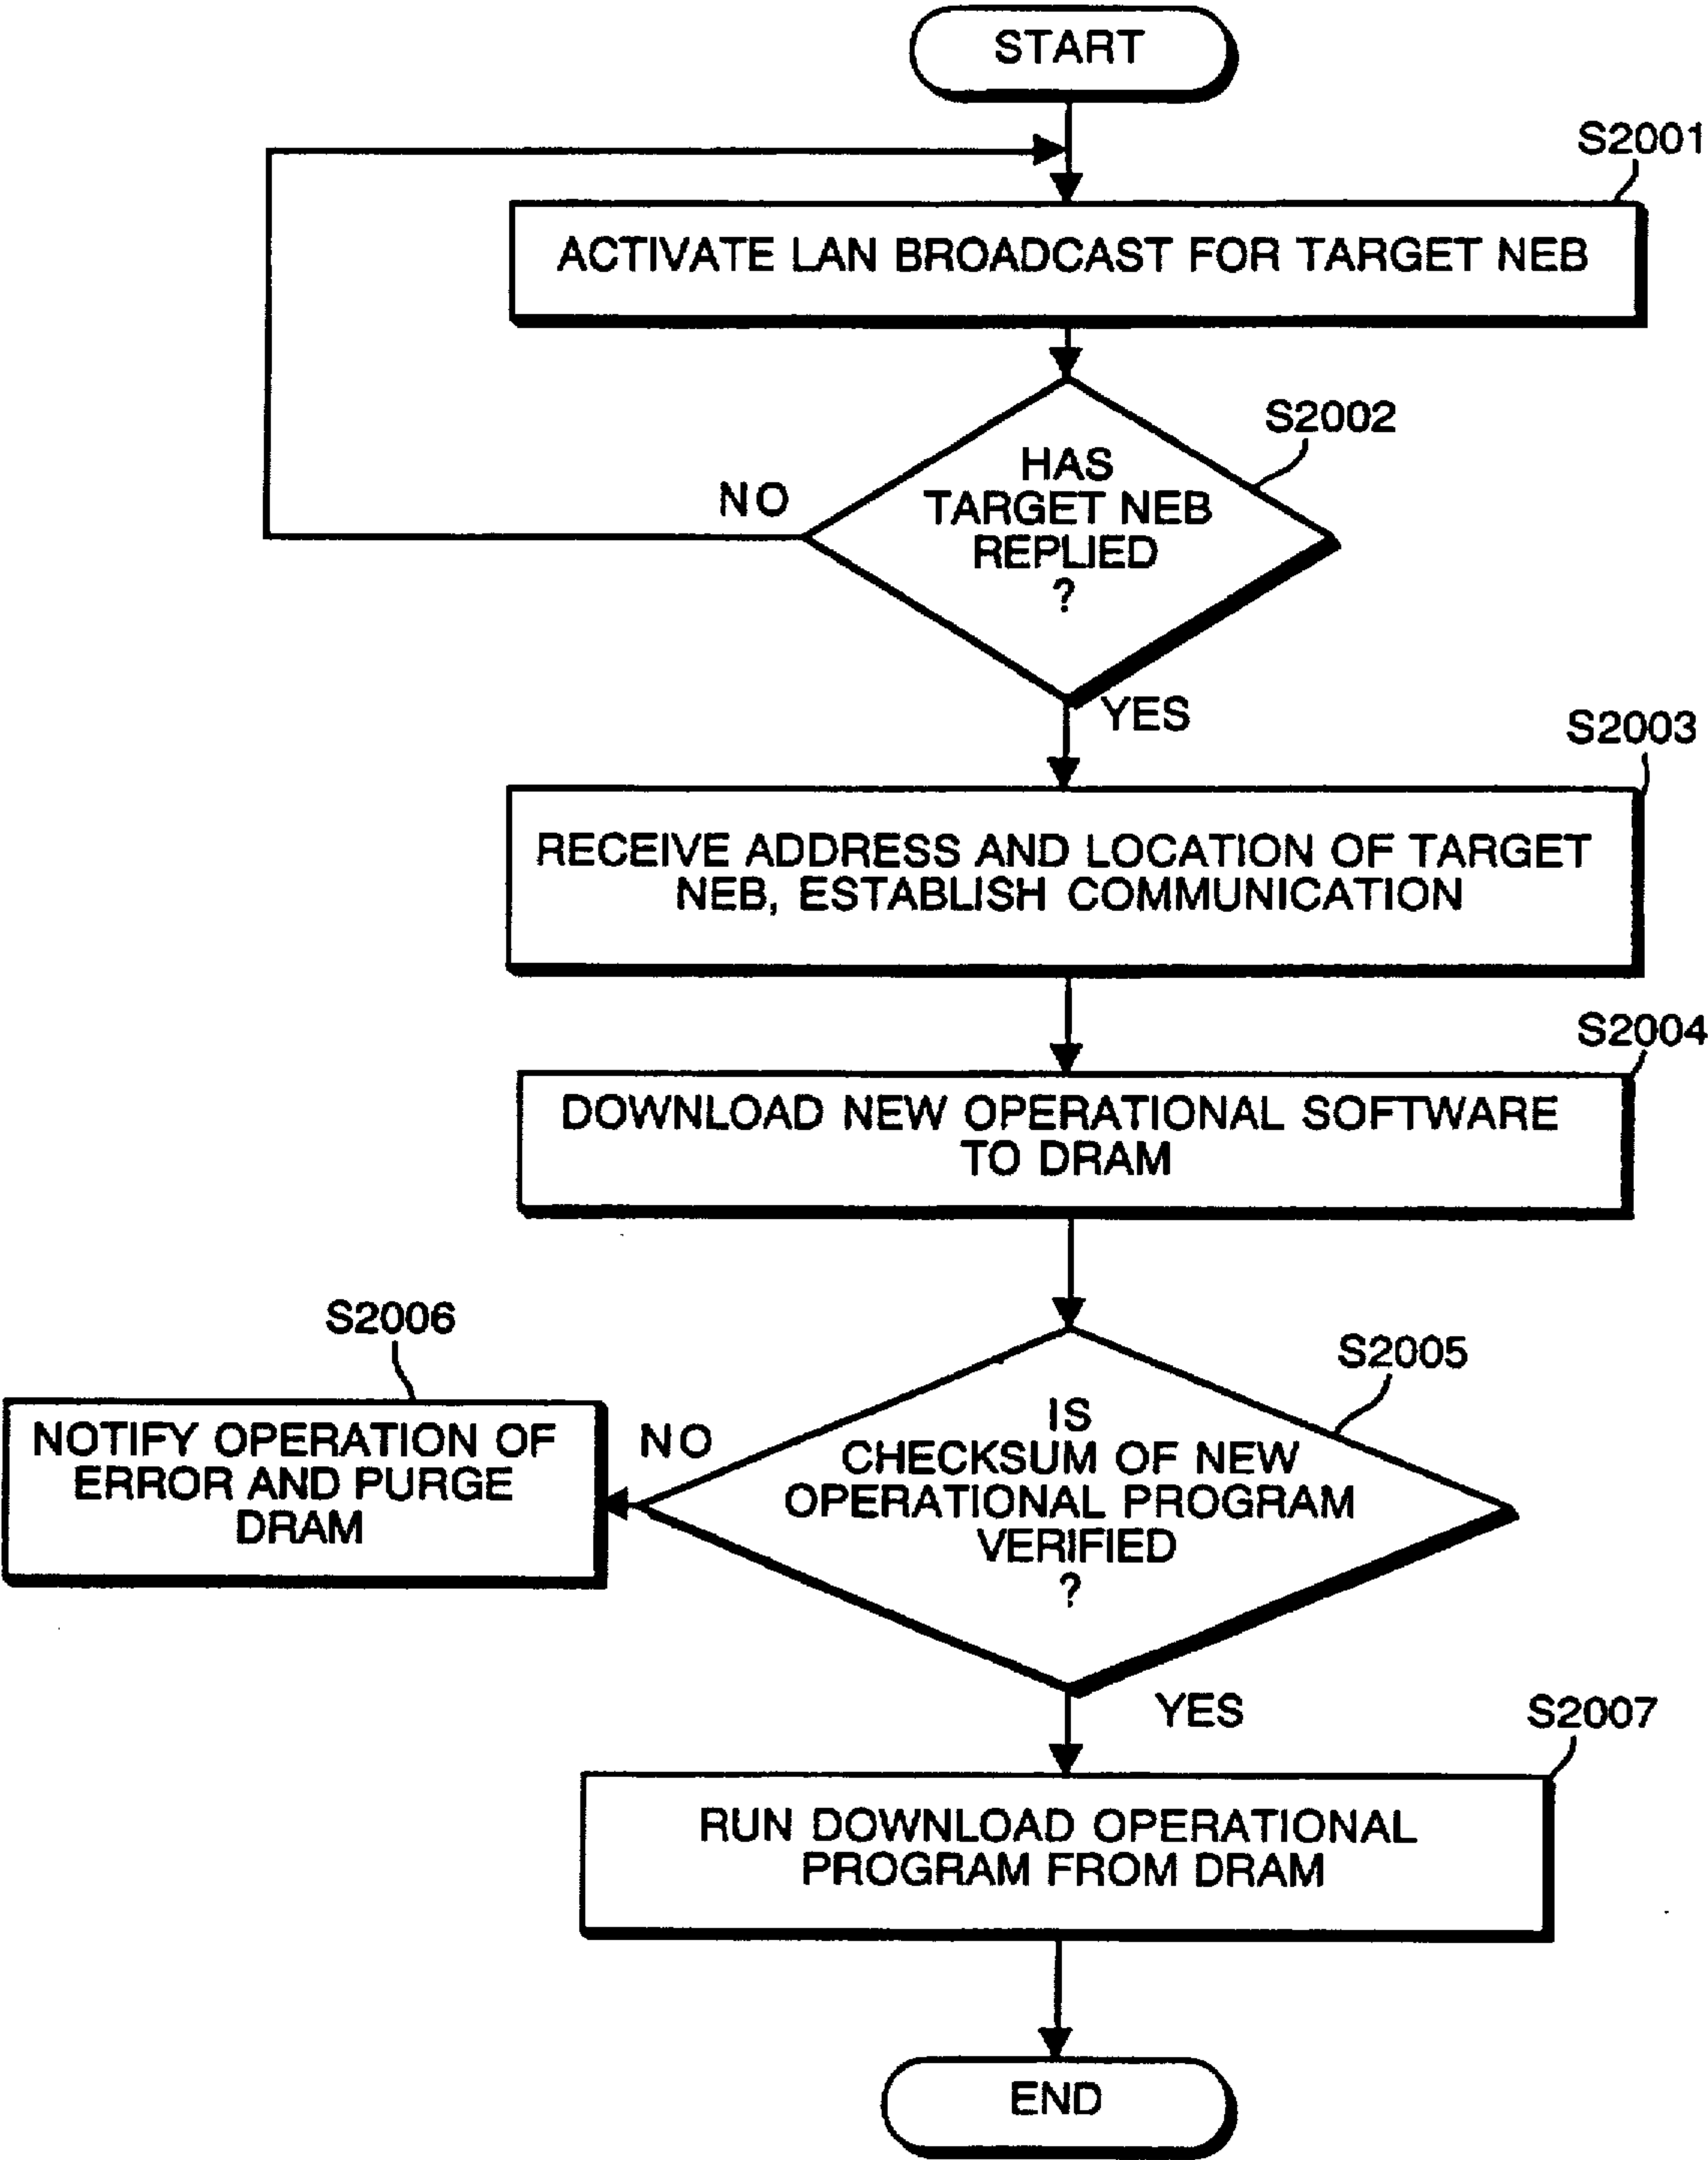 START
S2001
ACTIVATE LAN BROADCAST FOR TARGET NEB
S2002
HAS
TARGET NEB
REPLIED
?
NO
YES
S2003
RECEIVE ADDRESS AND LOCATION OF TARGET
NEB, ESTABLISH COMMUNICATION
S2004
DOWNLOAD NEW OPERATIONAL SOFTWARE
TO DRAM
S2005
IS
CHECKSUM OF NEW
OPERATIONAL PROGRAM
VERIFIED
?
NO
S2006
NOTIFY OPERATION OF
ERROR AND PURGE
DRAM
YES
S2007
RUN DOWNLOAD OPERATIONAL
PROGRAM FROM DRAM
END